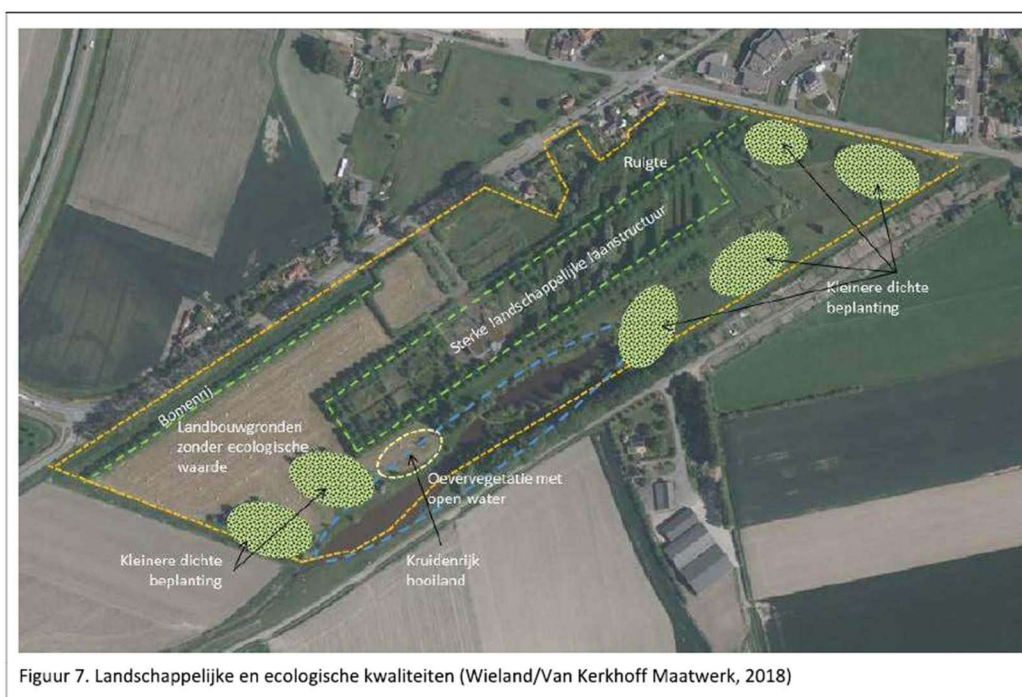 Ruigte
Sterke landschappelijke laanstructuur
Kleinere dichte
beplanting
Bomenrij
Landbouwgronden
zonder ecologische
waarde
Oevervegetatie met
open water
Kleinere dichte
beplanting
Kruidenrijk
hooiland
Figuur 7. Landschappelijke en ecologische kwaliteiten (Wieland/Van Kerkhoff Maatwerk, 2018)